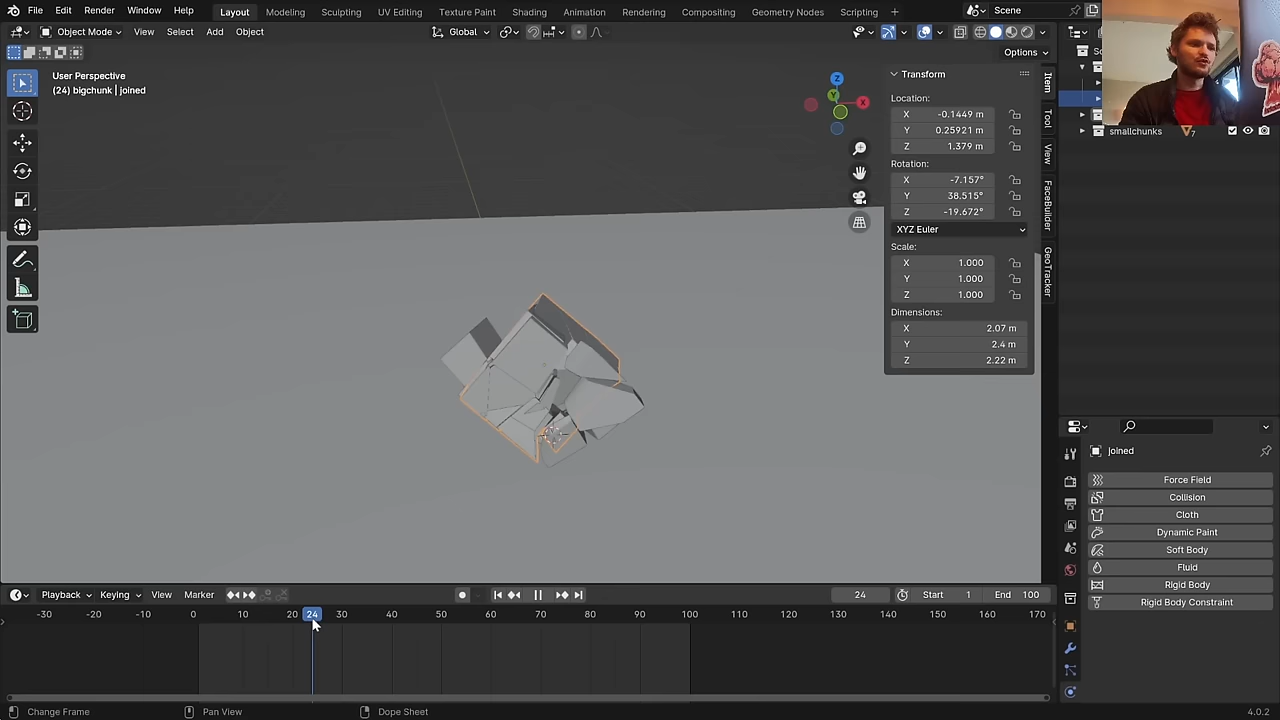 File Edit Render Window Help Layout Modeling Sculpting UV Editing Texture Paint Shading Animation Rendering Compositing Geometry Nodes Scripting + Scene
Object Mode View Select Add Object Global
Options
User Perspective
(24) bigchunk | joined
Z
Y
X
Transform
Location:
X -0.1449 m
Y 0.25921 m
Z 1.379 m
Rotation:
X -7.157°
Y 38.515°
Z -19.672°
XYZ Euler
Scale:
X 1.000
Y 1.000
Z 1.000
Dimensions:
X 2.07 m
Y 2.4 m
Z 2.22 m
Item
Tool
View
FaceBuilder
GeoTracker
smallchunks 7
joined
Force Field
Collision
Cloth
Dynamic Paint
Soft Body
Fluid
Rigid Body
Rigid Body Constraint
Playback Keying View Marker 24 Start 1 End 100
-30 -20 -10 0 10 20 24 30 40 50 60 70 80 90 100 110 120 130 140 150 160 170
Change Frame Pan View Dope Sheet 4.0.2